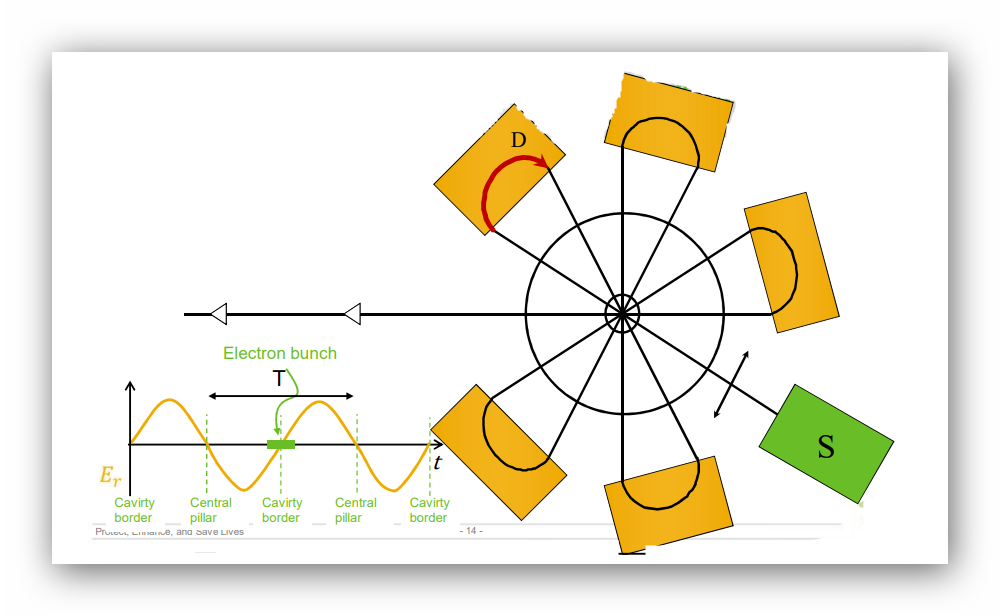 D
S
Electron bunch
T
E_r
t
Cavirty border
Central pillar
Cavirty border
Central pillar
Cavirty border
Protect, Enhance, and Save Lives
- 14 -